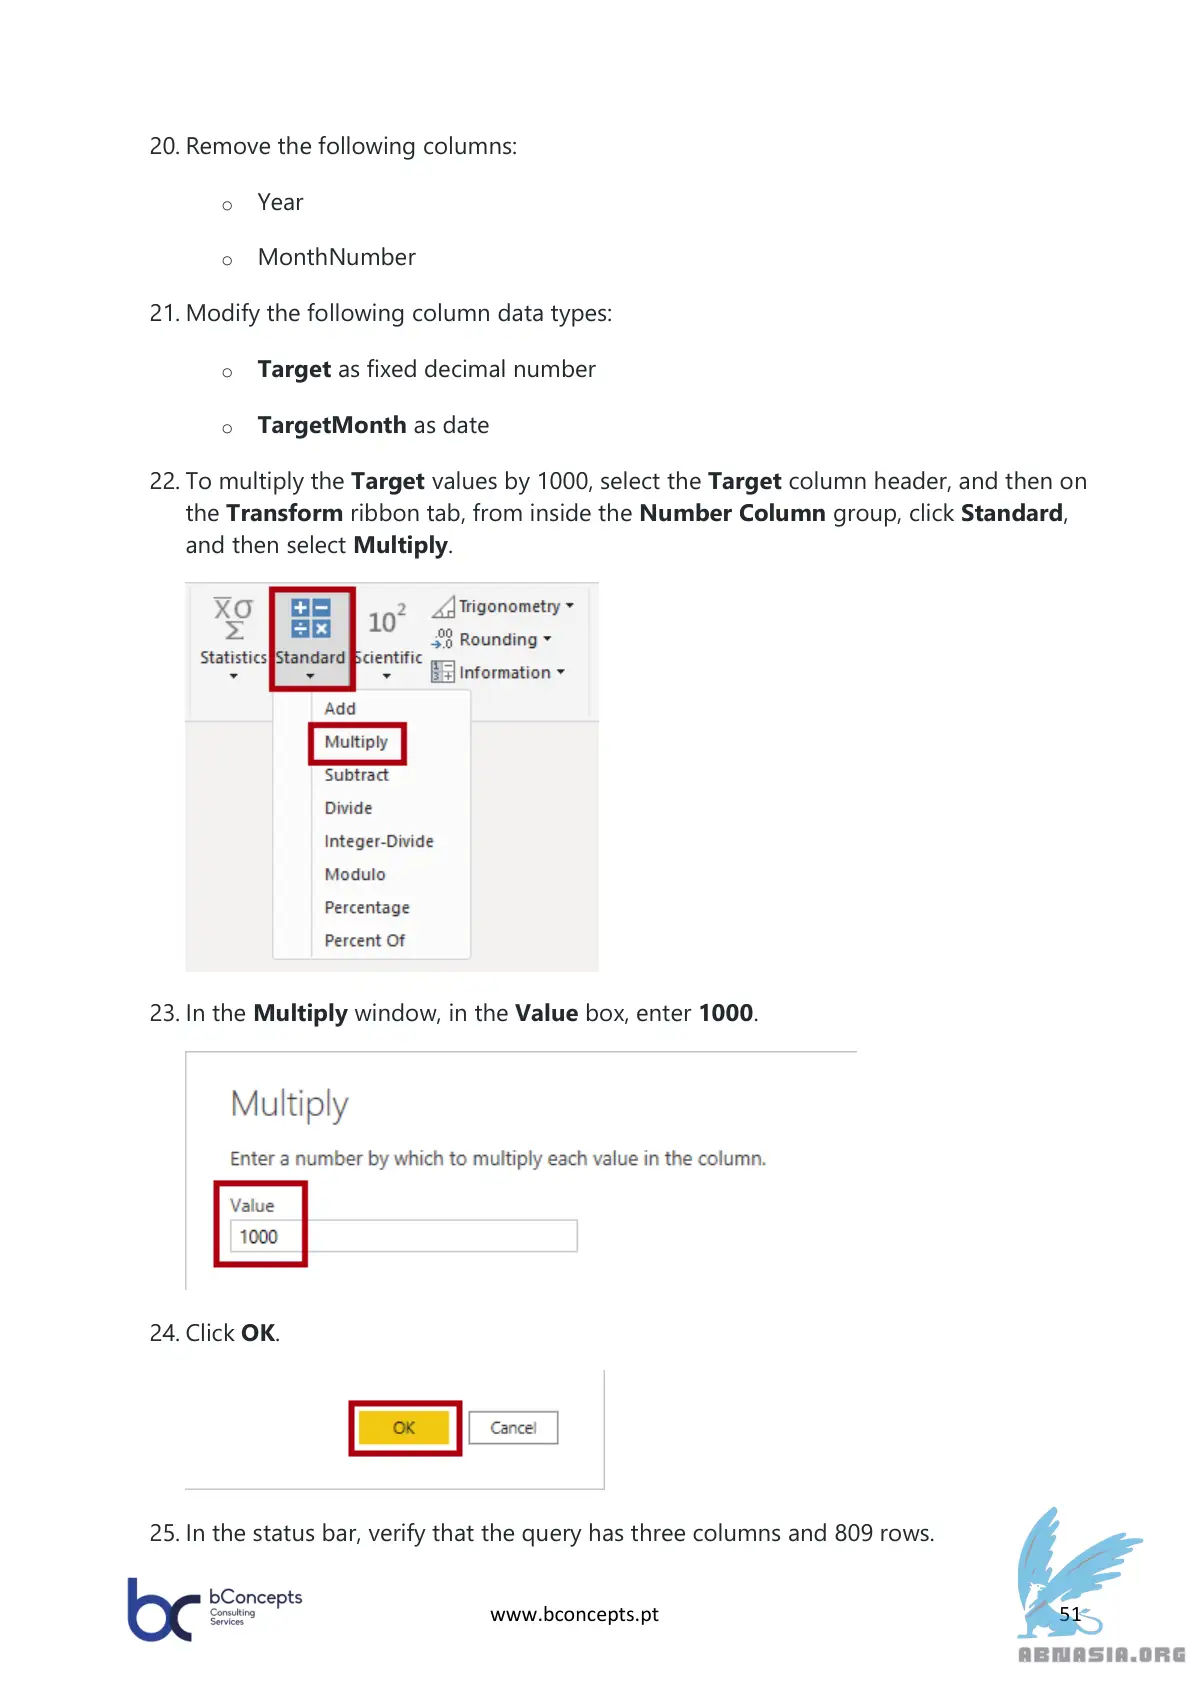 20. Remove the following columns:
o Year
o MonthNumber
21. Modify the following column data types:
o Target as fixed decimal number
o TargetMonth as date
22. To multiply the Target values by 1000, select the Target column header, and then on
the Transform ribbon tab, from inside the Number Column group, click Standard,
and then select Multiply.
Statistics
Standard
10²
Scientific
Trigonometry
.00
→.0 Rounding
Information
Add
Multiply
Subtract
Divide
Integer-Divide
Modulo
Percentage
Percent Of
23. In the Multiply window, in the Value box, enter 1000.
Multiply
Enter a number by which to multiply each value in the column.
Value
1000
24. Click OK.
OK Cancel
25. In the status bar, verify that the query has three columns and 809 rows.
bc bConcepts
Consulting
Services
www.bconcepts.pt
51
ABNASIA.ORG